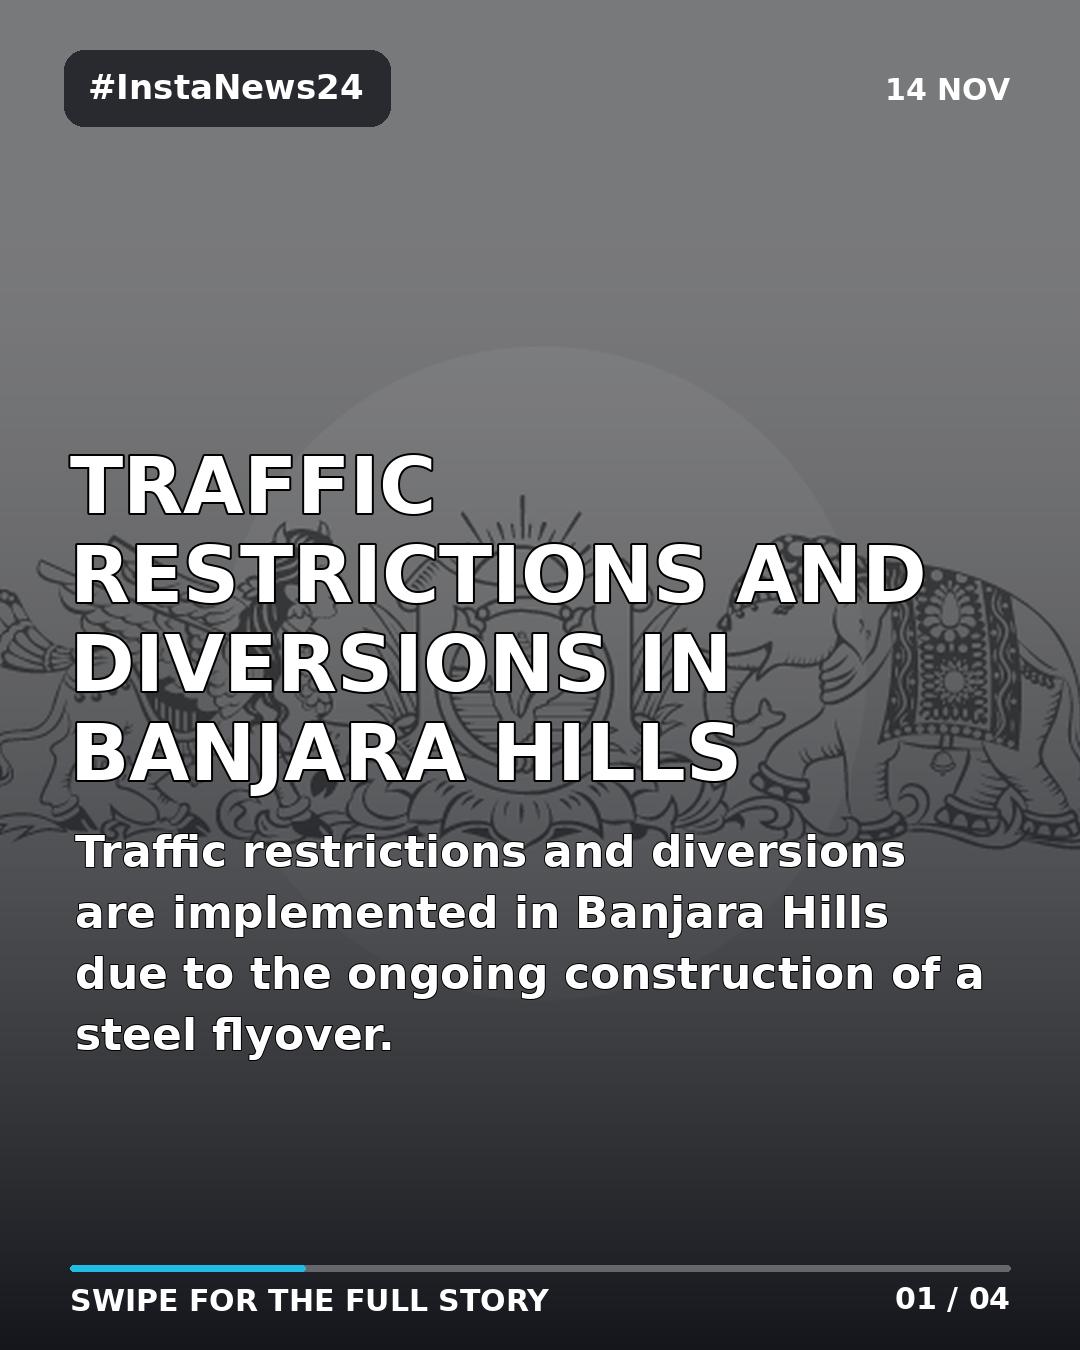 #InstaNews24
14 NOV
TRAFFIC
RESTRICTIONS AND
DIVERSIONS IN
BANJARA HILLS
Traffic restrictions and diversions
are implemented in Banjara Hills
due to the ongoing construction of a
steel flyover.
SWIPE FOR THE FULL STORY
01 / 04